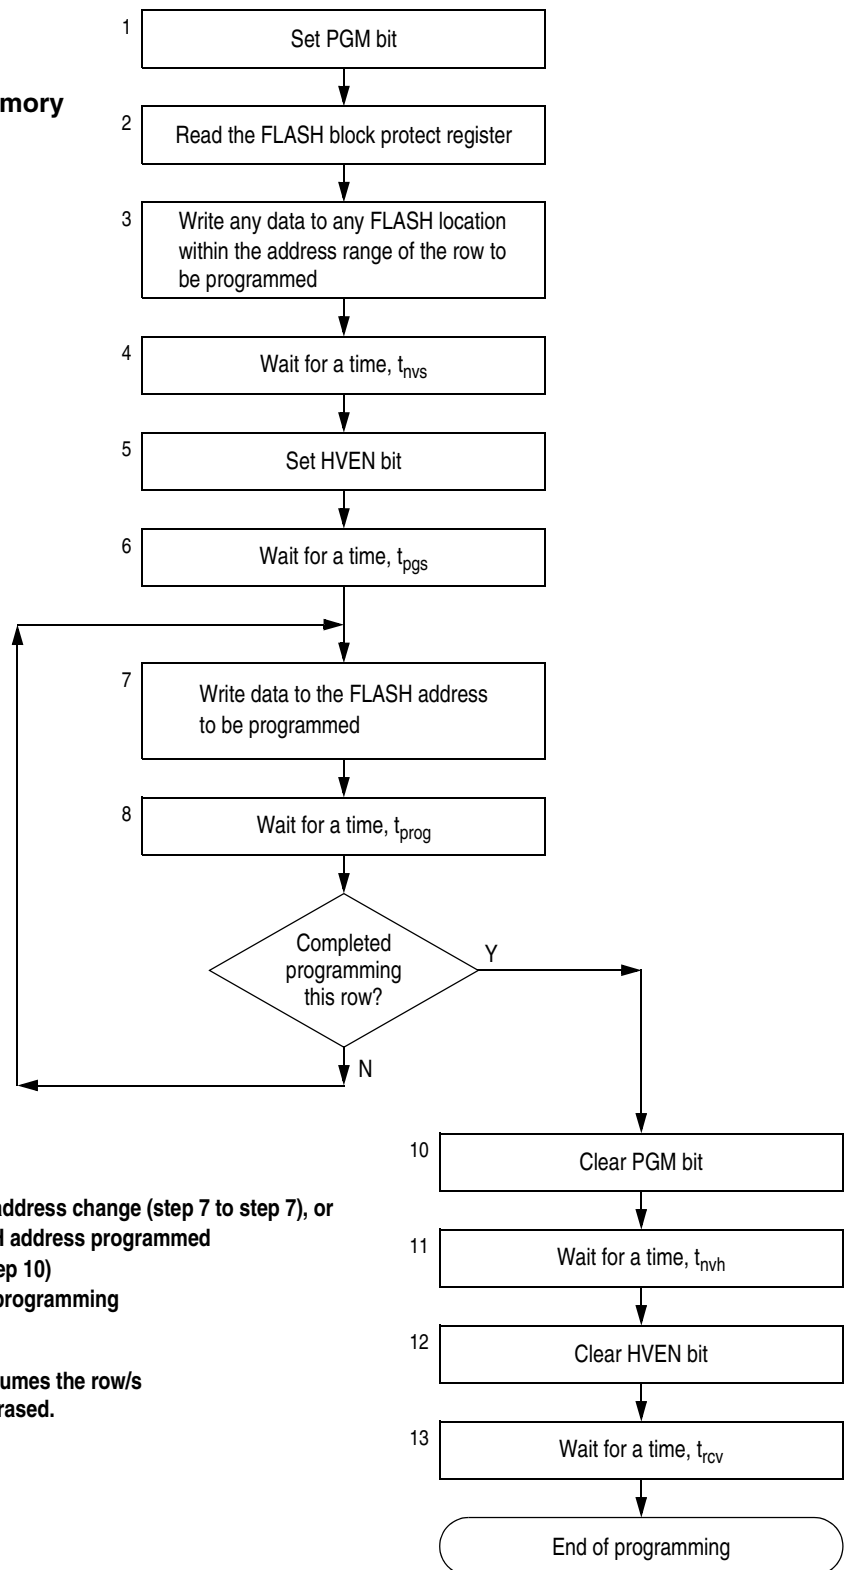 1
Set PGM bit
2
Read the FLASH block protect register
3
Write any data to any FLASH location
within the address range of the row to
be programmed
4
Wait for a time, tnvs
5
Set HVEN bit
6
Wait for a time, tpgs
7
Write data to the FLASH address
to be programmed
8
Wait for a time, tprog
Completed
programming
this row?
Y
N
10
Clear PGM bit
11
Wait for a time, tnvh
12
Clear HVEN bit
13
Wait for a time, trcv
End of programming
address change (step 7 to step 7), or
address programmed
10)
programming
the row/s